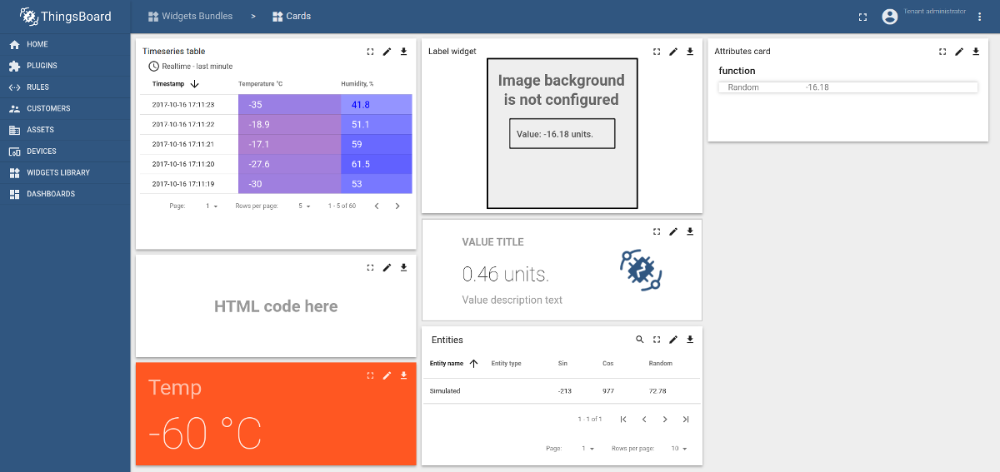 ThingsBoard
Widgets Bundles > Cards
Tenant administrator
HOME
PLUGINS
RULES
CUSTOMERS
ASSETS
DEVICES
WIDGETS LIBRARY
DASHBOARDS
Timeseries table
Realtime - last minute
Timestamp Temperature °C Humidity, %
2017-10-16 17:11:23 -35 41.8
2017-10-16 17:11:22 -18.9 51.1
2017-10-16 17:11:21 -17.1 59
2017-10-16 17:11:20 -27.6 61.5
2017-10-16 17:11:19 -30 53
Page: 1 Rows per page: 5 1 - 5 of 60
HTML code here
Temp
-60 °C
Label widget
Image background
is not configured
Value: -16.18 units.
VALUE TITLE
0.46 units.
Value description text
Entities
Entity name Entity type Sin Cos Random
Simulated -213 977 72.78
1 - 1 of 1
Page: 1 Rows per page: 10
Attributes card
function
Random -16.18